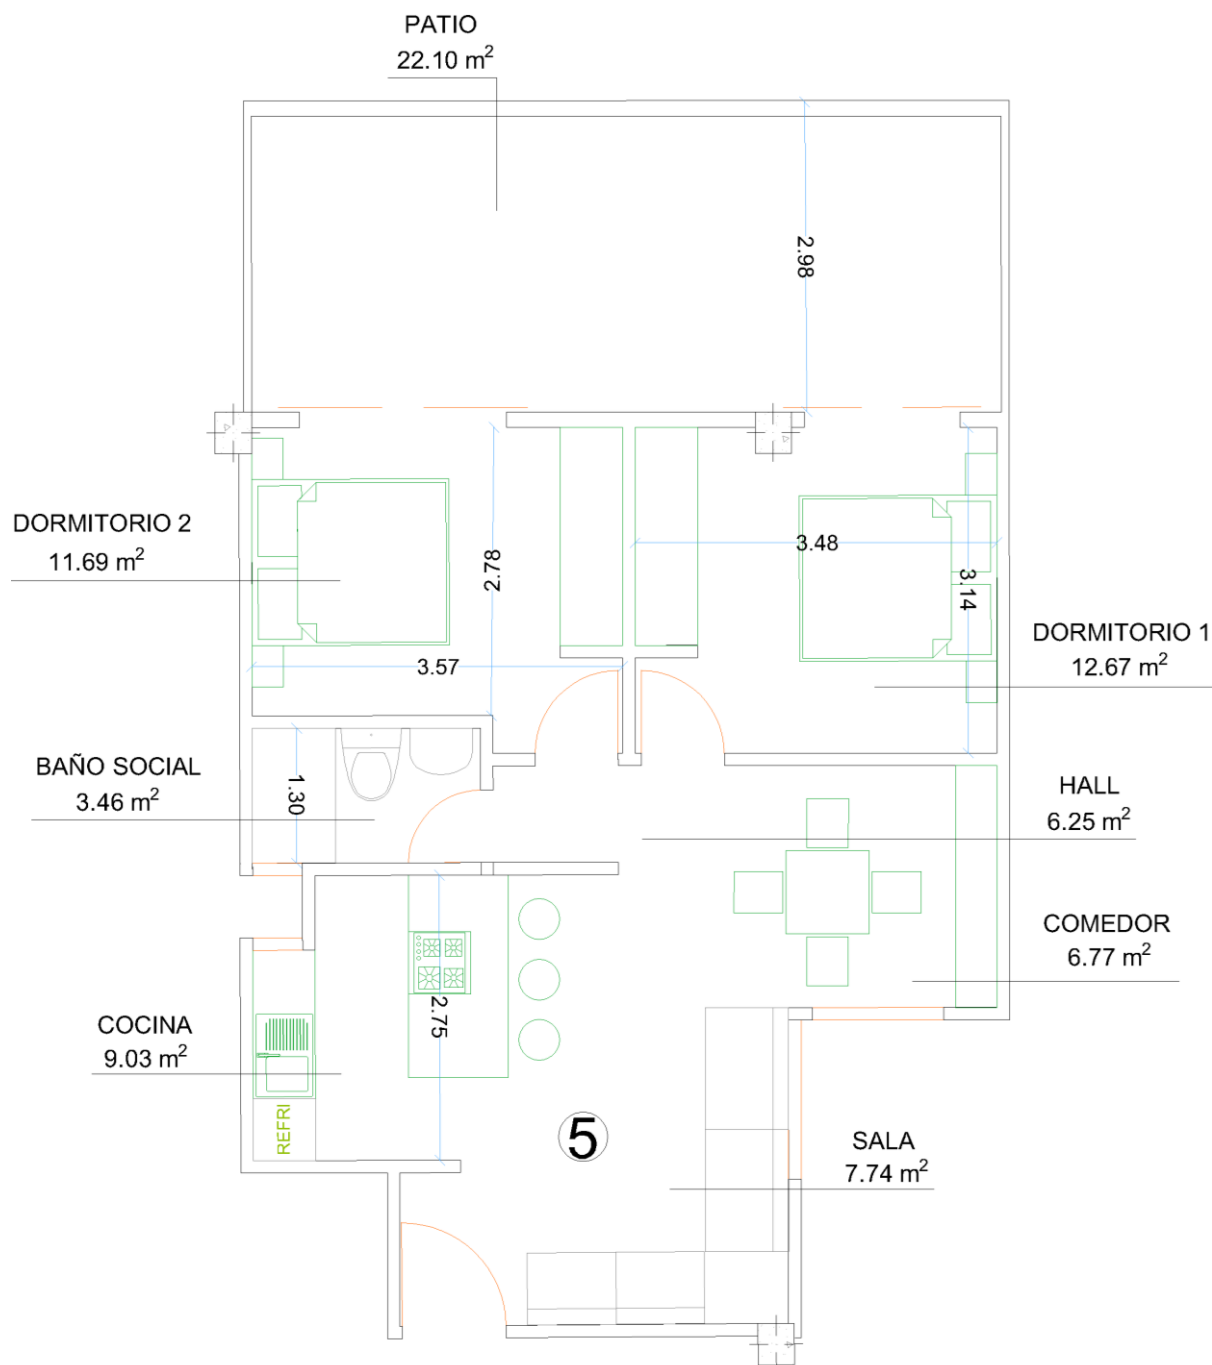 PATIO
22.10 m²
2.98
DORMITORIO 2
11.69 m²
2.78
3.48
3.14
3.57
DORMITORIO 1
12.67 m²
BAÑO SOCIAL
3.46 m²
1.30
HALL
6.25 m²
COMEDOR
6.77 m²
COCINA
9.03 m²
2.75
REFRI
5
SALA
7.74 m²